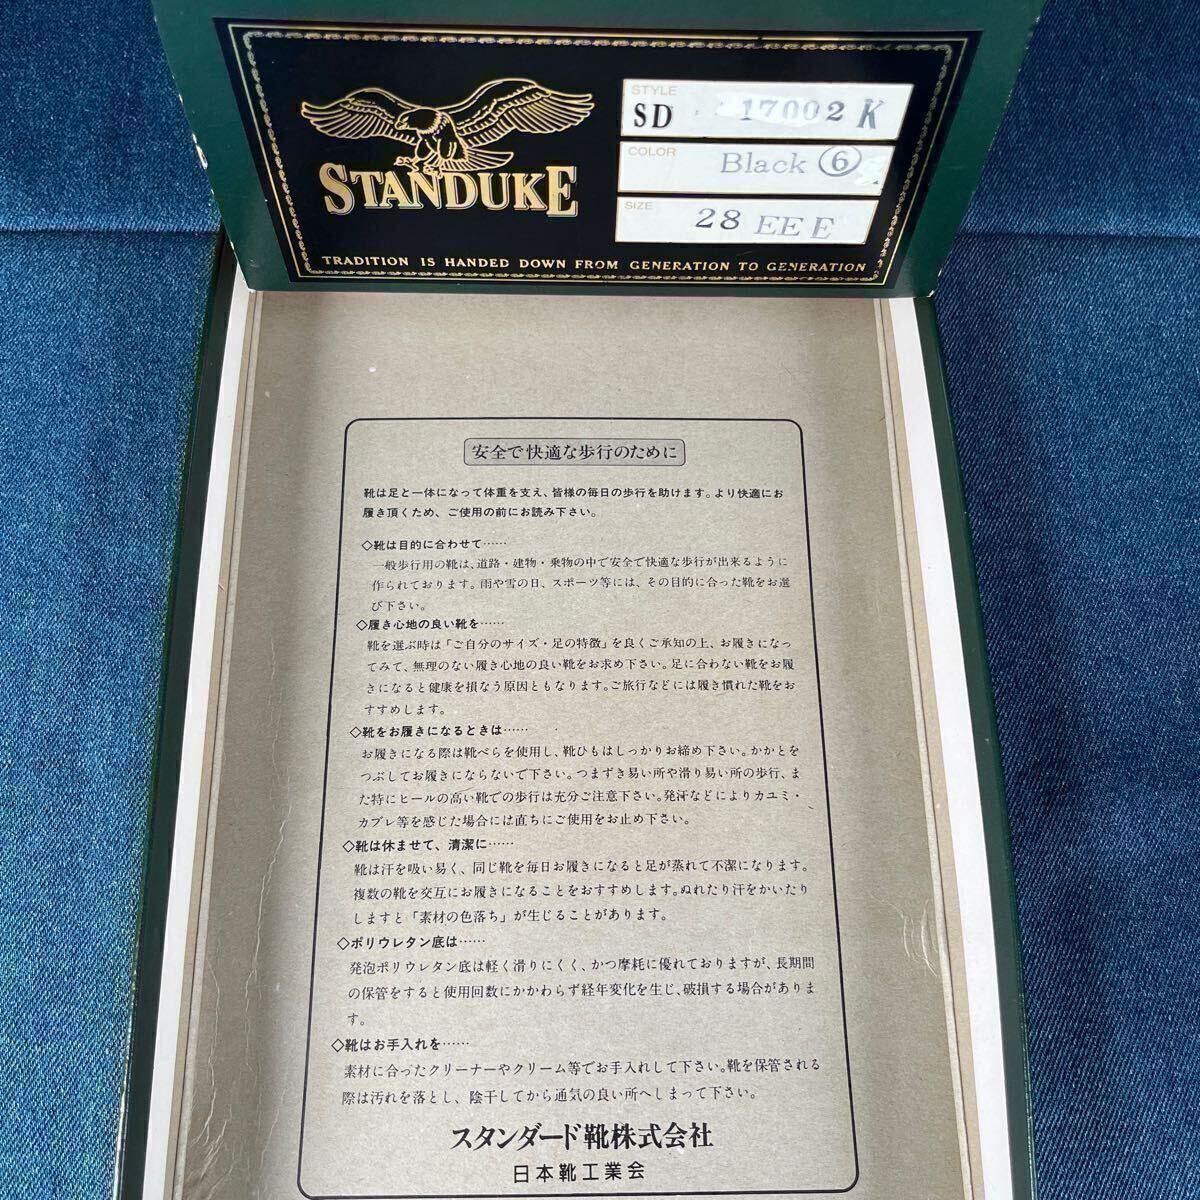 STANDUKE
STYLE
SD 17002 K
COLOR
Black ⑥
SIZE
28 EEE
TRADITION IS HANDED DOWN FROM GENERATION TO GENERATION
安全で快適な歩行のために
靴は足と一体になって体重を支え、皆様の毎日の歩行を助けます。より快適にお
履き頂くため、ご使用の前にお読み下さい。
◇靴は目的に合わせて……
一般歩行用の靴は、道路・建物・乗物の中で安全で快適な歩行が出来るように
作られております。雨や雪の日、スポーツ等には、その目的に合った靴をお選
び下さい。
◇履き心地の良い靴を……
靴を選ぶ時は「ご自分のサイズ・足の特徴」を良くご承知の上、お履きになっ
てみて、無理のない履き心地の良い靴をお求め下さい。足に合わない靴をお履
きになると健康を損なう原因ともなります。ご旅行などには履き慣れた靴をお
すすめします。
◇靴をお履きになるときは……
お履きになる際は靴べらを使用し、靴ひもはしっかりお締め下さい。かかとを
つぶしてお履きにならないで下さい。つまずき易い所や滑り易い所の歩行、ま
た特にヒールの高い靴での歩行は充分ご注意下さい。発汗などによりカユミ・
カブレ等を感じた場合には直ちにご使用をお止め下さい。
◇靴は休ませて、清潔に……
靴は汗を吸い易く、同じ靴を毎日お履きになると足が蒸れて不潔になります。
複数の靴を交互にお履きになることをおすすめします。ぬれたり汗をかいたり
しますと「素材の色落ち」が生じることがあります。
◇ポリウレタン底は……
発泡ポリウレタン底は軽く滑りにくく、かつ摩耗に優れておりますが、長期間
の保管をすると使用回数にかかわらず経年変化を生じ、破損する場合がありま
す。
◇靴はお手入れを……
素材に合ったクリーナーやクリーム等でお手入れして下さい。靴を保管される
際は汚れを落とし、陰干してから通気の良い所へしまって下さい。
スタンダード靴株式会社
日本靴工業会